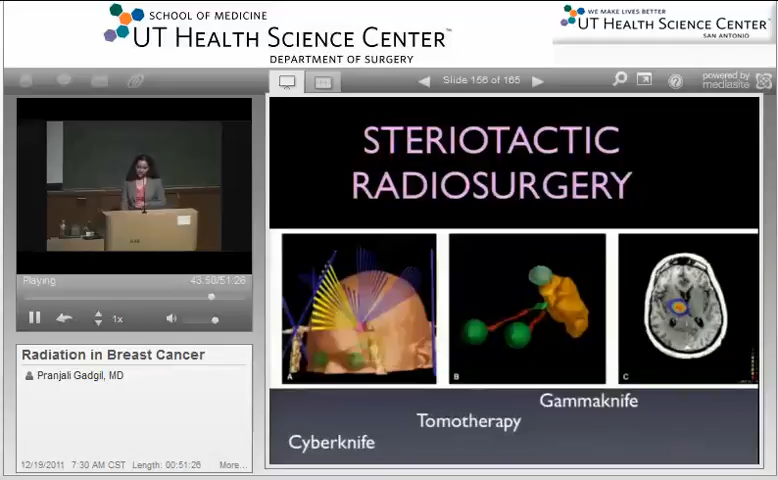 SCHOOL OF MEDICINE
UT HEALTH SCIENCE CENTER™
DEPARTMENT OF SURGERY
WE MAKE LIVES BETTER
UT HEALTH SCIENCE CENTER™
SAN ANTONIO
Slide 156 of 165
powered by
mediasite
STERIOTACTIC
RADIOSURGERY
A
B
C
Gammaknife
Tomotherapy
Cyberknife
Playing
43:50/51:26
1x
Radiation in Breast Cancer
Pranjali Gadgil, MD
12/19/2011 7:30 AM CST Length: 00:51:26 More...